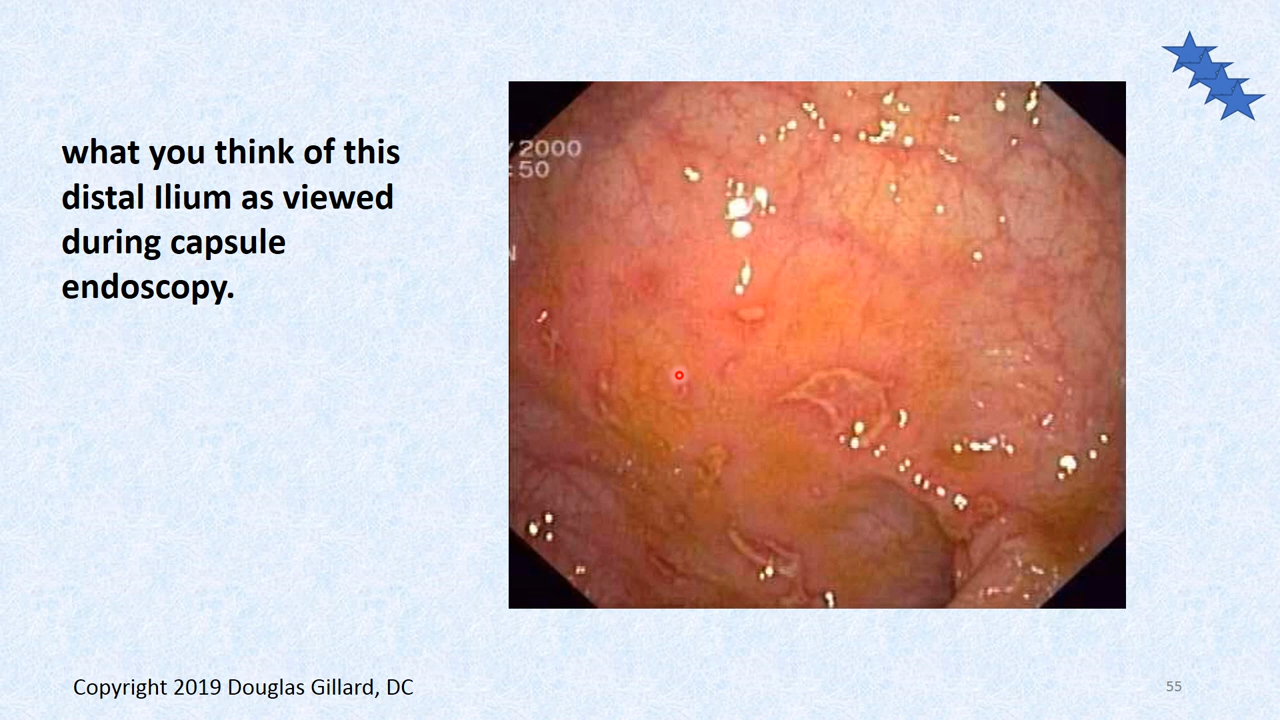 what you think of this
distal Ilium as viewed
during capsule
endoscopy.
/2000
:50
N
Copyright 2019 Douglas Gillard, DC
55